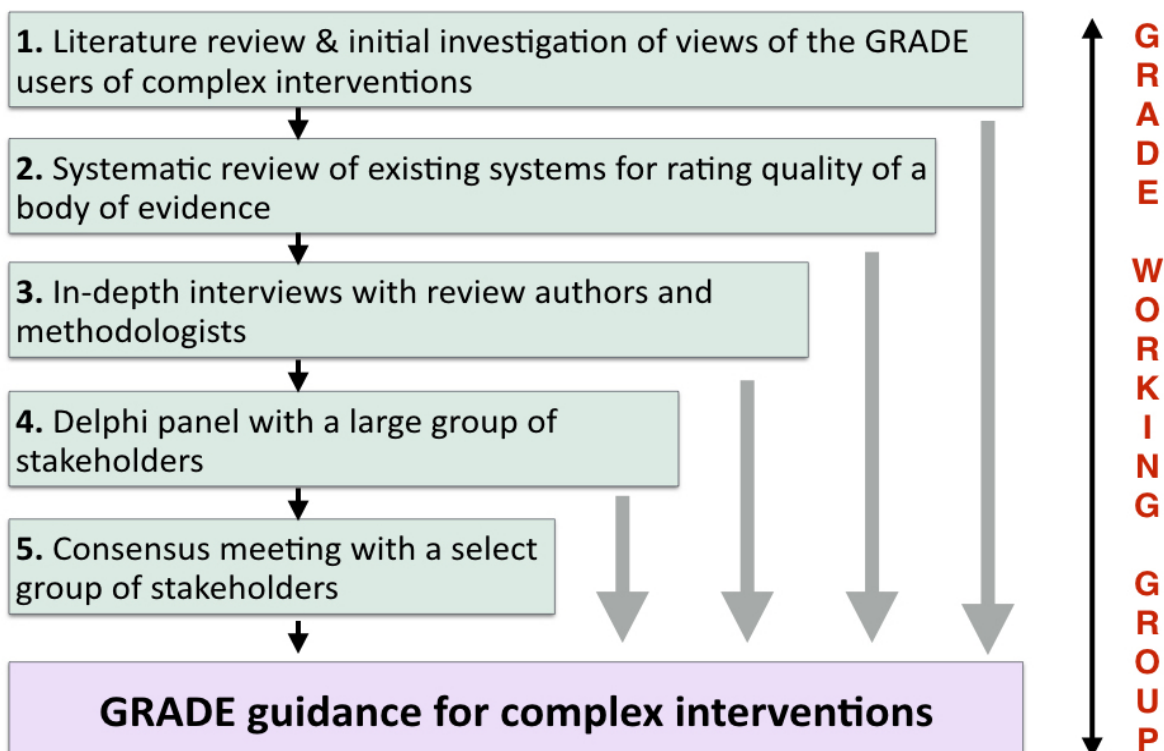 1. Literature review & initial investigation of views of the GRADE
users of complex interventions
2. Systematic review of existing systems for rating quality of a
body of evidence
3. In-depth interviews with review authors and
methodologists
4. Delphi panel with a large group of
stakeholders
5. Consensus meeting with a select
group of stakeholders
GRADE guidance for complex interventions
GRADE WORKING GROUP